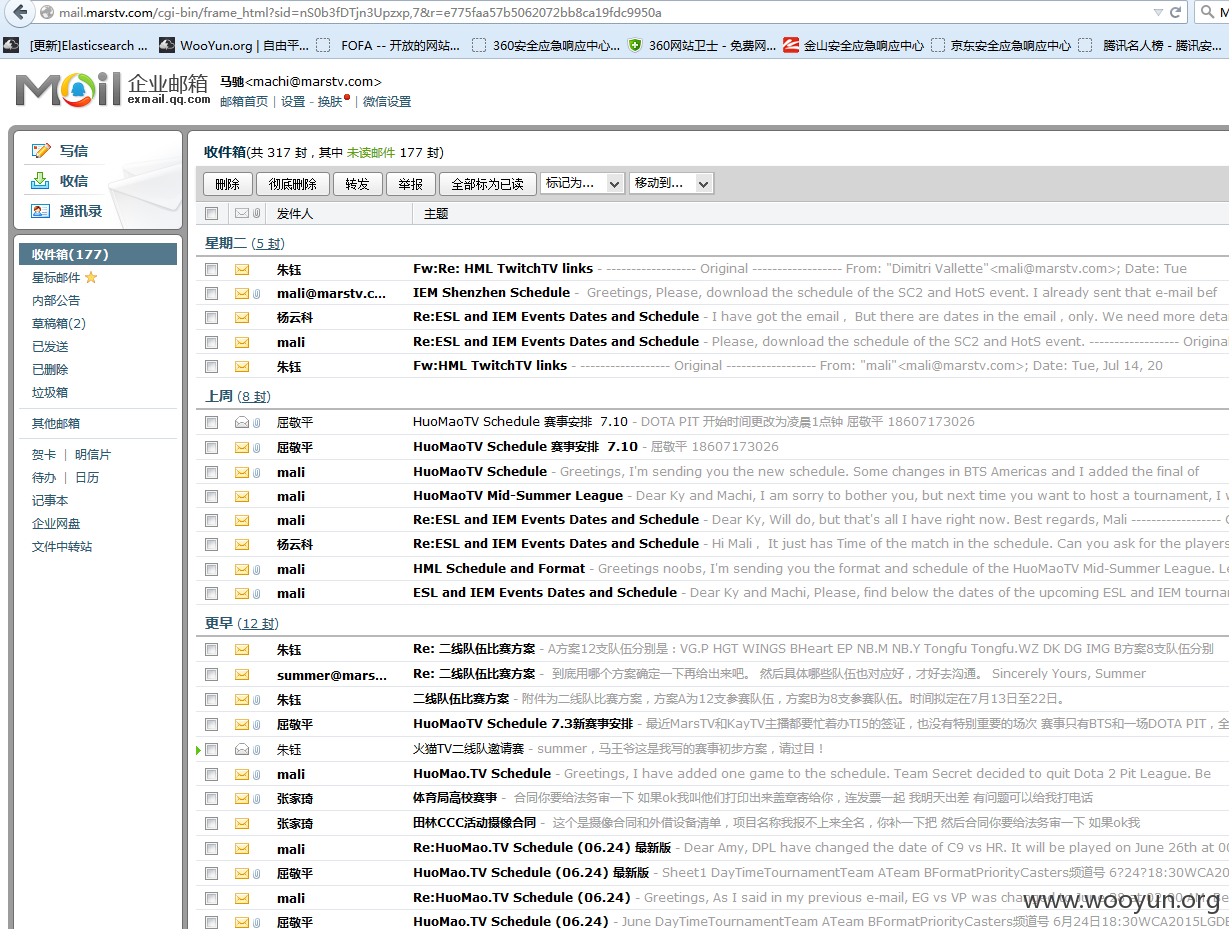 mail.marstv.com/cgi-bin/frame_html?sid=nS0b3fDTjn3Upzxp,7&r=e775faa57b5062072bb8ca19fdc9950a
[更新]Elasticsearch ... WooYun.org | 自由平... FOFA -- 开放的网站... 360安全应急响应中心... 360网站卫士 - 免费网... 金山安全应急响应中心 京东安全应急响应中心 腾讯名人榜 - 腾讯安...
Mail 企业邮箱 exmail.qq.com
马驰<machi@marstv.com>
邮箱首页 | 设置 - 换肤 | 微信设置
写信
收信
通讯录
收件箱(177)
星标邮件
内部公告
草稿箱(2)
已发送
已删除
垃圾箱
其他邮箱
贺卡 | 明信片
待办 | 日历
记事本
企业网盘
文件中转站
收件箱(共 317 封，其中 未读邮件 177 封)
删除 彻底删除 转发 举报 全部标为已读 标记为... 移动到...
发件人 主题
星期二 (5 封)
朱钰 Fw:Re: HML TwitchTV links - ------------------ Original ------------------ From: "Dimitri Vallette"<mali@marstv.com>; Date: Tue
mali@marstv.c... IEM Shenzhen Schedule - Greetings, Please, download the schedule of the SC2 and HotS event. I already sent that e-mail bef
杨云科 Re:ESL and IEM Events Dates and Schedule - I have got the email， But there are dates in the email，only. We need more deta
mali Re:ESL and IEM Events Dates and Schedule - Please, download the schedule of the SC2 and HotS event. ------------------ Origina
朱钰 Fw:HML TwitchTV links - ------------------ Original ------------------ From: "mali"<mali@marstv.com>; Date: Tue, Jul 14, 20
上周 (8 封)
屈敬平 HuoMaoTV Schedule 赛事安排 7.10 - DOTA PIT 开始时间更改为凌晨1点钟 屈敬平 18607173026
屈敬平 HuoMaoTV Schedule 赛事安排 7.10 - 屈敬平 18607173026
mali HuoMaoTV Schedule - Greetings, I'm sending you the new schedule. Some changes in BTS Americas and I added the final of
mali HuoMaoTV Mid-Summer League - Dear Ky and Machi, I am sorry to bother you, but next time you want to host a tournament, I w
mali Re:ESL and IEM Events Dates and Schedule - Dear Ky, Will do, but that's all I have right now. Best regards, Mali ------------------ O
杨云科 Re:ESL and IEM Events Dates and Schedule - Hi Mali， It just has Time of the match in the schedule. Can you ask for the players
mali HML Schedule and Format - Greetings noobs, I'm sending you the format and schedule of the HuoMaoTV Mid-Summer League. Le
mali ESL and IEM Events Dates and Schedule - Dear Ky and Machi, Please, find below the dates of the upcoming ESL and IEM tourna
更早 (12 封)
朱钰 Re: 二线队伍比赛方案 - A方案12支队伍分别是：VG.P HGT WINGS BHeart EP NB.M NB.Y Tongfu Tongfu.WZ DK DG IMG B方案8支队伍分别
summer@mars... Re: 二线队伍比赛方案 - 到底用哪个方案确定一下再给出来吧。 然后具体哪些队伍也对应好，才好去沟通。 Sincerely Yours, Summer
朱钰 二线队伍比赛方案 - 附件为二线队比赛方案，方案A为12支参赛队伍，方案B为8支参赛队伍。时间拟定在7月13日至22日。
屈敬平 HuoMaoTV Schedule 7.3新赛事安排 - 最近MarsTV和KayTV主播都要忙着办TI5的签证，也没有特别重要的场次 赛事只有BTS和一场DOTA PIT，全
朱钰 火猫TV二线队邀请赛 - summer，马王爷这是我写的赛事初步方案，请过目！
mali HuoMao.TV Schedule - Greetings, I have added one game to the schedule. Team Secret decided to quit Dota 2 Pit League. Be
张家琦 体育局高校赛事 - 合同你要给法务审一下 如果ok我叫他们打印出来盖章寄给你，连发票一起 我明天出差 有问题可以给我打电话
张家琦 田林CCC活动摄像合同 - 这个是摄像合同和外借设备清单，项目名称我报不上来全名，你补一下把 然后合同你要给法务审一下 如果ok我
mali Re:HuoMao.TV Schedule (06.24) 最新版 - Dear Amy, DPL have changed the date of C9 vs HR. It will be played on June 26th at 00
屈敬平 HuoMao.TV Schedule (06.24) 最新版 - Sheet1 DayTimeTournamentTeam ATeam BFormatPriorityCasters频道号 6?24?18:30WCA20
mali Re:HuoMao.TV Schedule (06.24) - Greetings, As I said in my previous e-mail, EG vs VP was changed to June 28 at 02:00 AM. Be
屈敬平 HuoMao.TV Schedule (06.24) - June DayTimeTournamentTeam ATeam BFormatPriorityCasters频道号 6月24日18:30WCA2015LGDE
www.wooyun.org